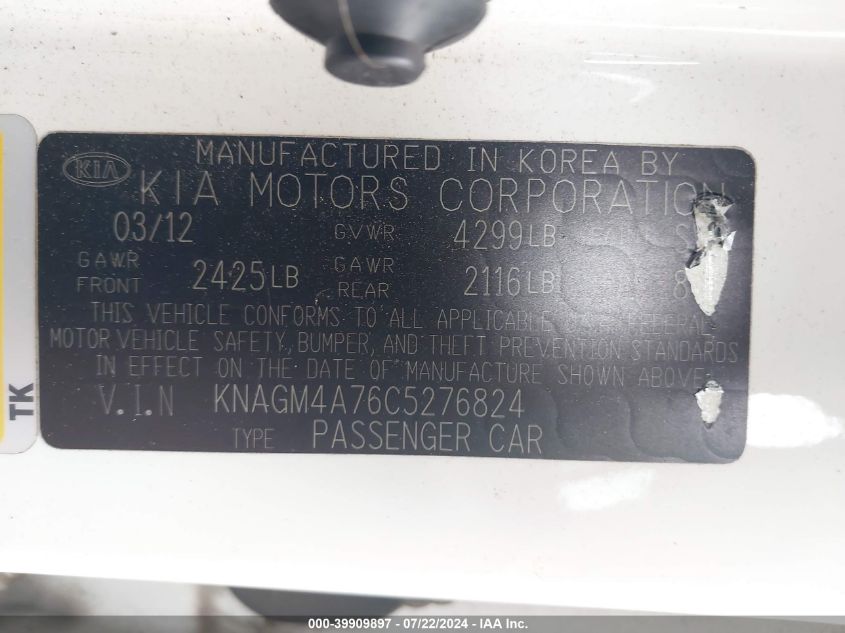 KIA
MANUFACTURED IN KOREA BY
KIA MOTORS CORPORATION
03/12 GVWR 4299LB
GAWR FRONT 2425LB GAWR REAR 2116LB 8
THIS VEHICLE CONFORMS TO ALL APPLICABLE FEDERAL
MOTOR VEHICLE SAFETY, BUMPER, AND THEFT PREVENTION STANDARDS
IN EFFECT ON THE DATE OF MANUFACTURE SHOWN ABOVE
V.I.N KNAGM4A76C5276824
TYPE PASSENGER CAR
TK
000-39909897 - 07/22/2024 - IAA Inc.